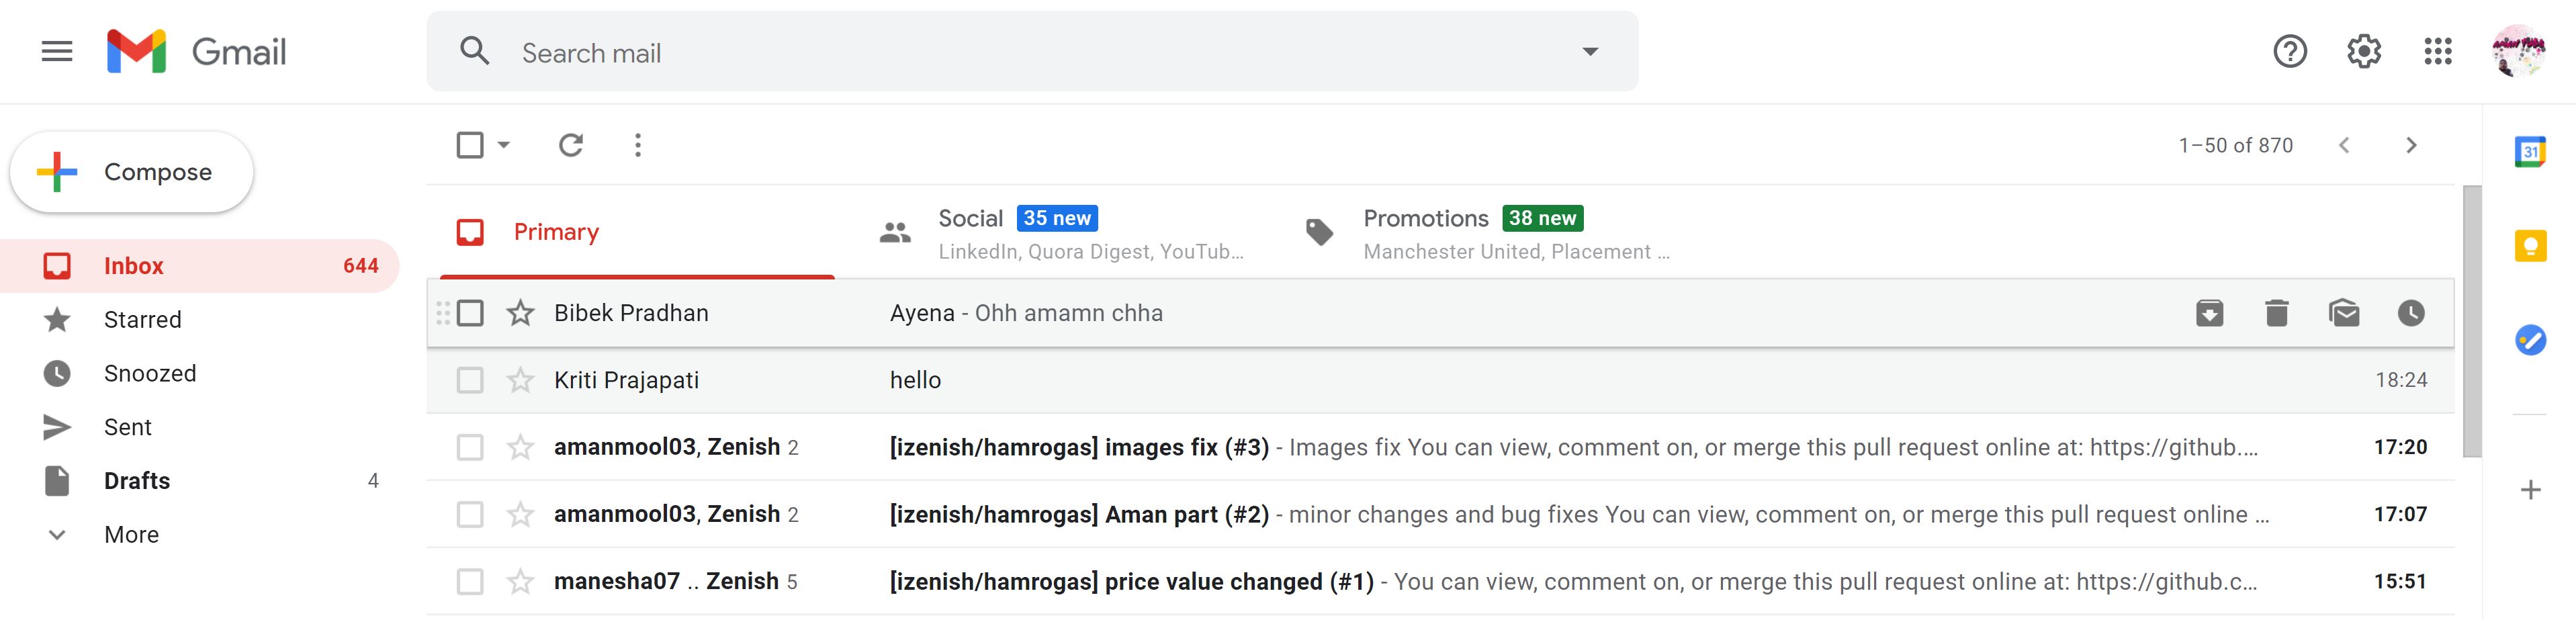 Gmail
Search mail
Compose
1–50 of 870
31
Primary
Social 35 new
LinkedIn, Quora Digest, YouTub...
Promotions 38 new
Manchester United, Placement ...
Inbox 644
Starred
Snoozed
Sent
Drafts 4
More
Bibek Pradhan Ayena - Ohh amamn chha
Kriti Prajapati hello 18:24
amanmool03, Zenish 2 [izenish/hamrogas] images fix (#3) - Images fix You can view, comment on, or merge this pull request online at: https://github.... 17:20
amanmool03, Zenish 2 [izenish/hamrogas] Aman part (#2) - minor changes and bug fixes You can view, comment on, or merge this pull request online ... 17:07
manesha07 .. Zenish 5 [izenish/hamrogas] price value changed (#1) - You can view, comment on, or merge this pull request online at: https://github.c... 15:51